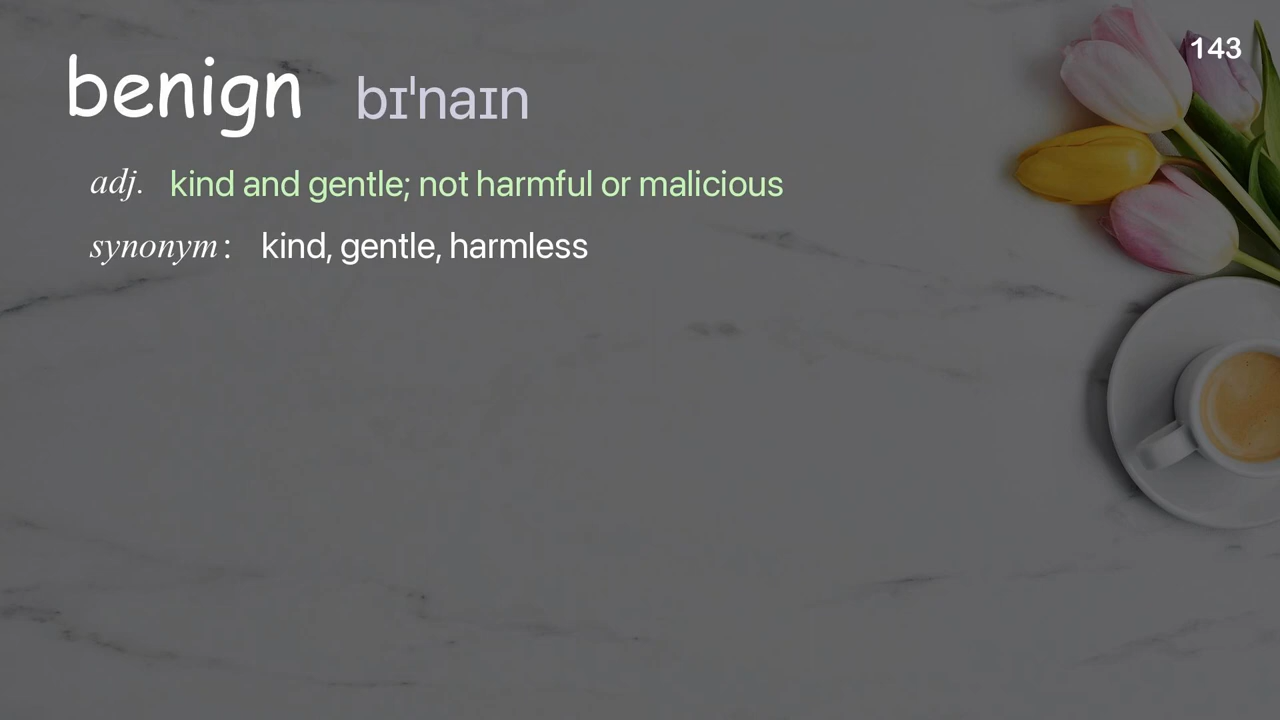 143
benign bɪˈnaɪn
adj. kind and gentle; not harmful or malicious
synonym: kind, gentle, harmless